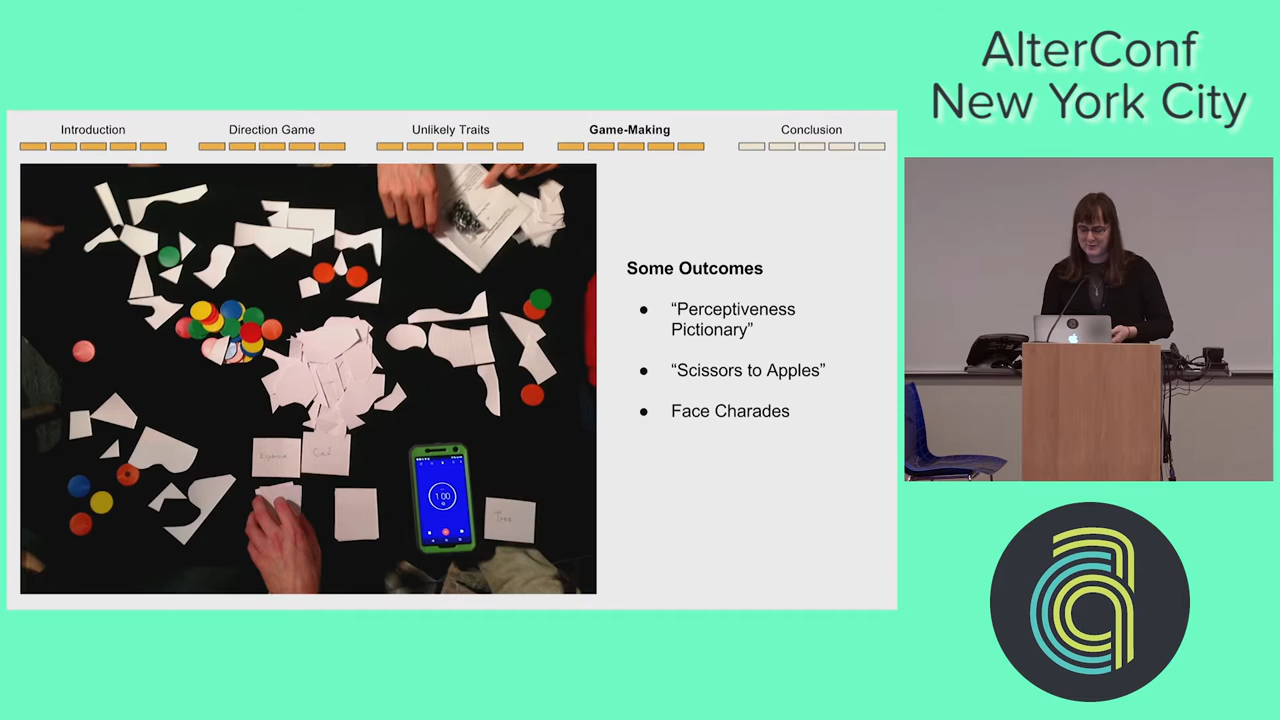 AlterConf
New York City
Introduction
Direction Game
Unlikely Traits
Game-Making
Conclusion
Some Outcomes
● “Perceptiveness
Pictionary”
● “Scissors to Apples”
● Face Charades
1 00
Tree